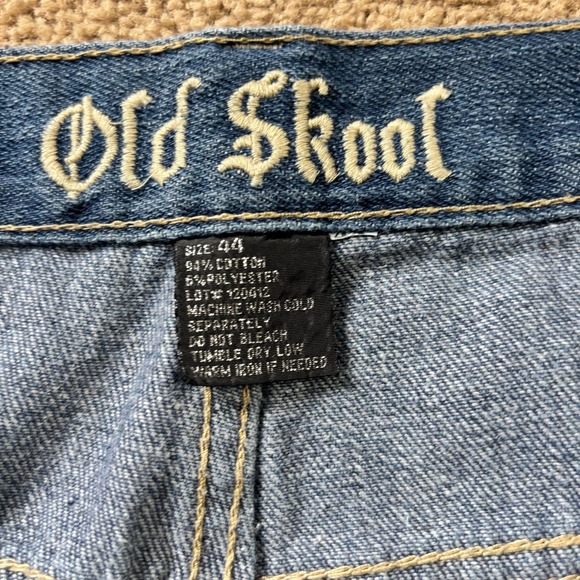 Old Skool
SIZE: 44
94% COTTON
6% POLYESTER
LOT# Y20412
MACHINE WASH COLD
SEPARATELY
DO NOT BLEACH
TUMBLE DRY LOW
WARM IRON IF NEEDED